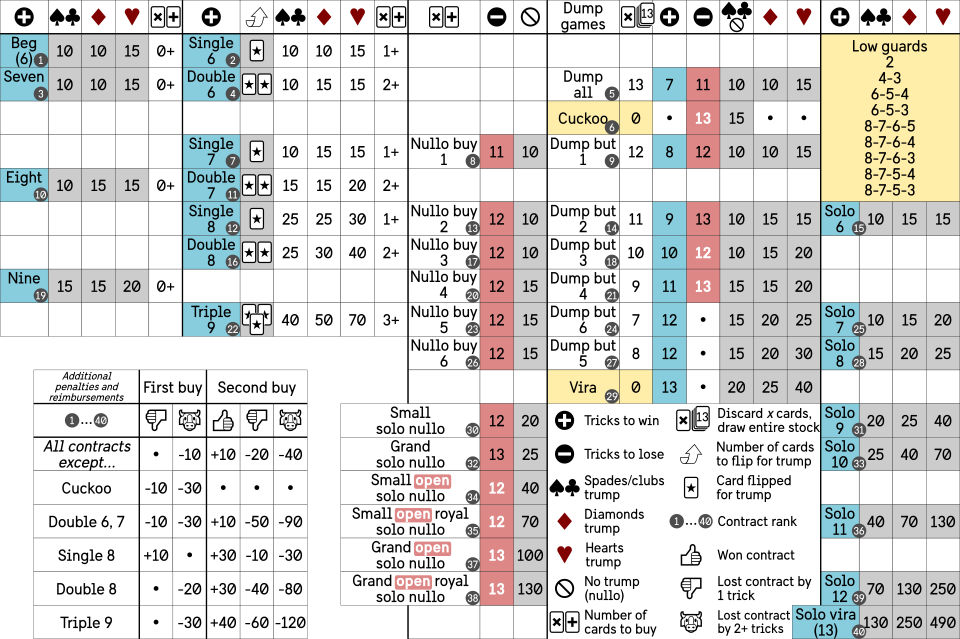 Dump games 13
Beg (6) 1 10 10 15 0+ Single 6 2 10 10 15 1+
Seven 3 10 10 15 0+ Double 6 4 10 10 15 2+ Dump all 5 13 7 11 10 10 15
Cuckoo 6 0 • 13 15 • •
Single 7 7 10 15 15 1+ Nullo buy 1 8 11 10 Dump but 1 9 12 8 12 10 10 15
Eight 10 10 15 15 0+ Double 7 11 15 15 20 2+
Low guards
2
4-3
6-5-4
6-5-3
8-7-6-5
8-7-6-4
8-7-6-3
8-7-5-4
8-7-5-3
Single 8 12 25 25 30 1+ Nullo buy 2 13 12 10 Dump but 2 14 11 9 13 10 15 15 Solo 6 15 10 15 15
Double 8 16 25 30 40 2+ Nullo buy 3 17 12 10 Dump but 3 18 10 10 12 10 15 20
Nine 19 15 15 20 0+ Nullo buy 4 20 12 15 Dump but 4 21 9 11 13 15 15 20
Triple 9 22 40 50 70 3+ Nullo buy 5 23 12 15 Dump but 6 24 7 12 • 15 20 25 Solo 7 25 10 15 20
Nullo buy 6 26 12 15 Dump but 5 27 8 12 • 15 20 30 Solo 8 28 15 20 25
Vira 29 0 13 • 20 25 40
Small solo nullo 30 12 20 Solo 9 31 20 25 40
Grand solo nullo 32 13 25 Solo 10 33 25 40 70
Small open solo nullo 34 12 40
Small open royal solo nullo 35 12 70 Solo 11 36 40 70 130
Grand open solo nullo 37 13 100
Grand open royal solo nullo 38 13 130 Solo 12 39 70 130 250
Solo vira (13) 40 130 250 490
Additional
penalties and
reimbursements
First buy Second buy
1...40
All contracts except... • -10 +10 -20 -40
Cuckoo -10 -30 • • •
Double 6, 7 -10 -30 +10 -50 -90
Single 8 +10 • +30 -10 -30
Double 8 • -20 +30 -40 -80
Triple 9 • -30 +40 -60 -120
Tricks to win
Tricks to lose
Spades/clubs
trump
Diamonds
trump
Hearts
trump
No trump
(nullo)
Number of
cards to buy
13 Discard x cards,
draw entire stock
Number of cards
to flip for trump
Card flipped
for trump
1...40 Contract rank
Won contract
Lost contract by
1 trick
Lost contract
by 2+ tricks